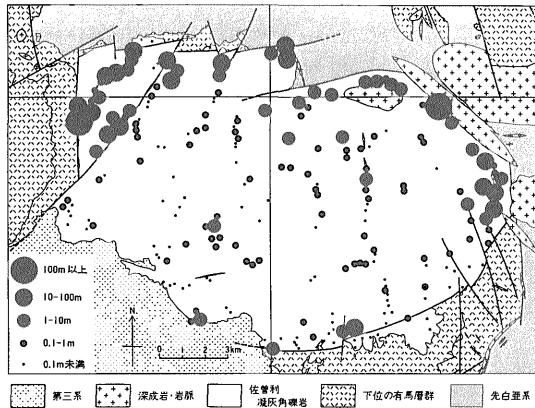 100m以上
10-100m
1-10m
0.1-1m
0.1m未満
N.
0 1 2 3km
第三系
深成岩・岩脈
佐曽利
凝灰角礫岩
下位の有馬層群
先白亜系